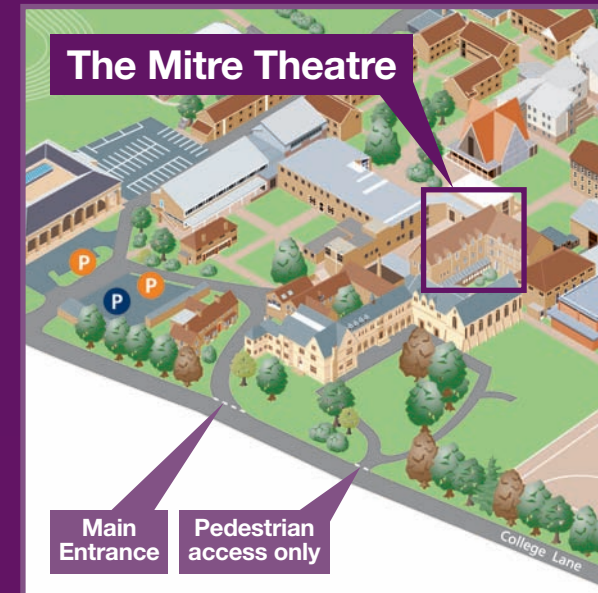 The Mitre Theatre
P
P
P
Main
Entrance
Pedestrian
access only
College Lane